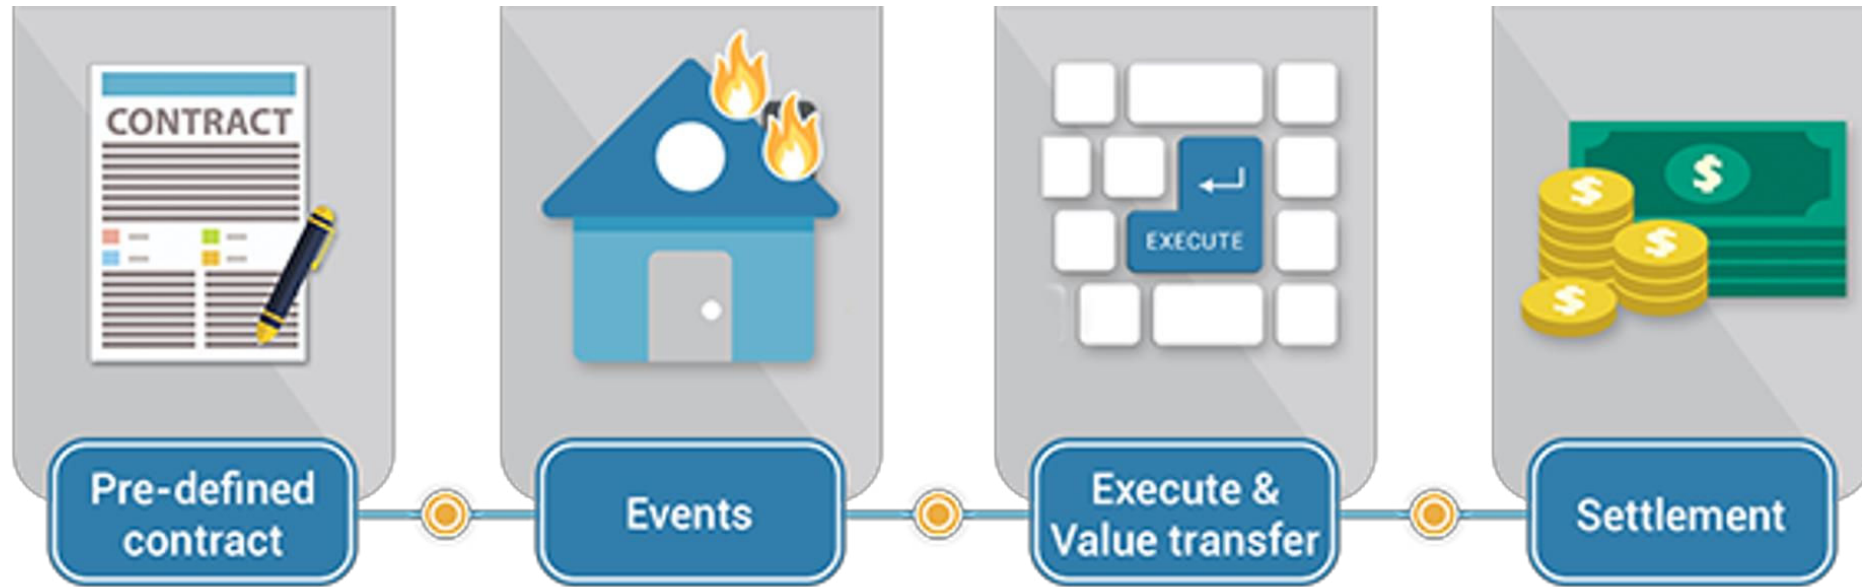 CONTRACT
EXECUTE
$
$
$
$
Pre-defined
contract
Events
Execute &
Value transfer
Settlement